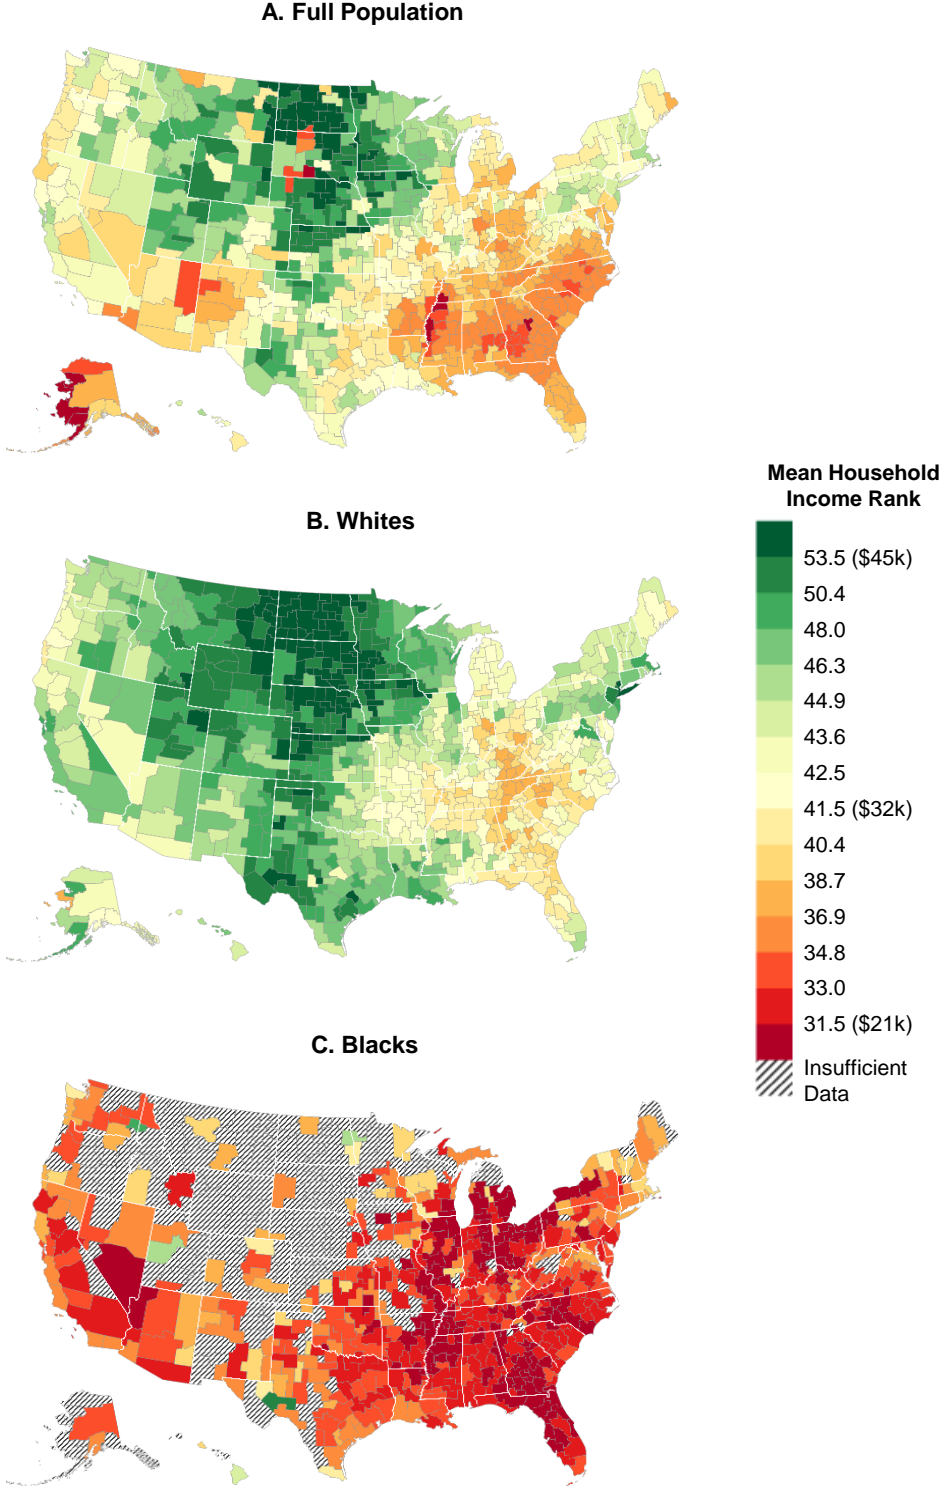 A. Full Population
Mean Household
Income Rank
B. Whites
53.5 ($45k)
50.4
48.0
46.3
44.9
43.6
42.5
41.5 ($32k)
40.4
38.7
36.9
34.8
33.0
31.5 ($21k)
Insufficient
Data
C. Blacks